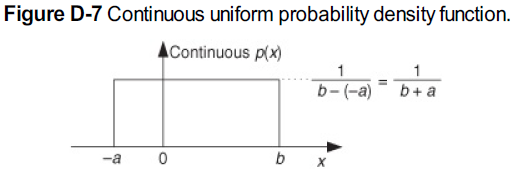 Figure D-7 Continuous uniform probability density function.
Continuous p(x)
1/(b – (–a)) = 1/(b + a)
–a 0 b x